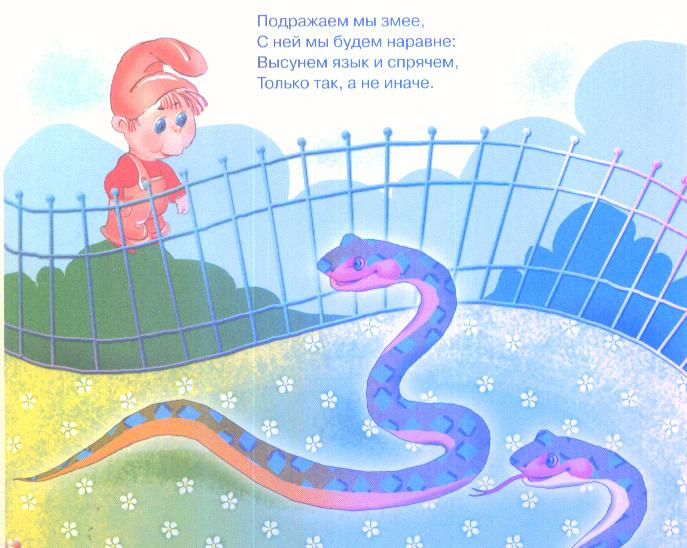 Подражаем мы змее,
С ней мы будем наравне:
Высунем язык и спрячем,
Только так, а не иначе.